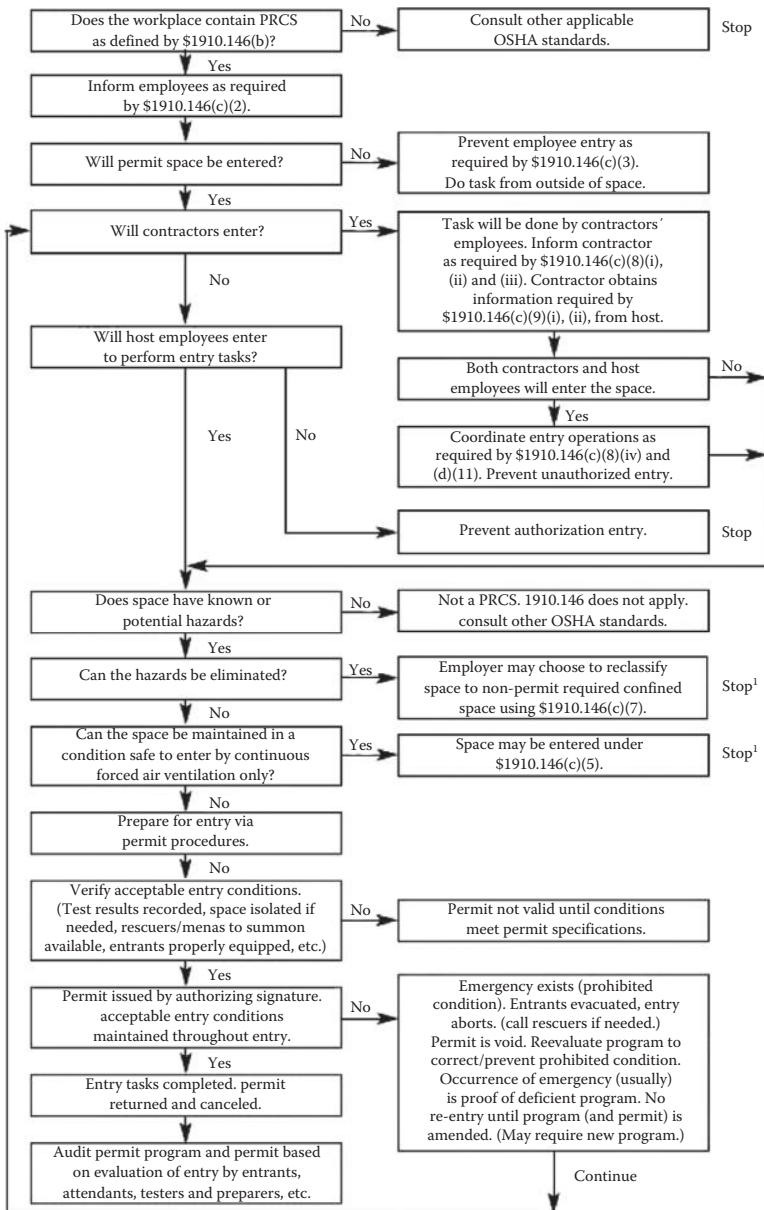 Does the workplace contain PRCS
as defined by $1910.146(b)?
No
Consult other applicable
OSHA standards.
Stop
Yes
Inform employees as required
by $1910.146(c)(2).
Will permit space be entered?
No
Prevent employee entry as
required by $1910.146(c)(3).
Do task from outside of space.
Yes
Will contractors enter?
Yes
Task will be done by contractors´
employees. Inform contractor
as required by $1910.146(c)(8)(i),
(ii) and (iii). Contractor obtains
information required by
$1910.146(c)(9)(i), (ii), from host.
No
Will host employees enter
to perform entry tasks?
Both contractors and host
employees will enter the space.
No
Yes
Yes
No
Coordinate entry operations as
required by $1910.146(c)(8)(iv) and
(d)(11). Prevent unauthorized entry.
Prevent authorization entry.
Stop
Does space have known or
potential hazards?
No
Not a PRCS. 1910.146 does not apply.
consult other OSHA standards.
Yes
Can the hazards be eliminated?
Yes
Employer may choose to reclassify
space to non-permit required confined
space using $1910.146(c)(7).
Stop¹
No
Can the space be maintained in a
condition safe to enter by continuous
forced air ventilation only?
Yes
Space may be entered under
$1910.146(c)(5).
Stop¹
No
Prepare for entry via
permit procedures.
No
Verify acceptable entry conditions.
(Test results recorded, space isolated if
needed, rescuers/menas to summon
available, entrants properly equipped, etc.)
No
Permit not valid until conditions
meet permit specifications.
Yes
Permit issued by authorizing signature.
acceptable entry conditions
maintained throughout entry.
No
Emergency exists (prohibited
condition). Entrants evacuated, entry
aborts. (call rescuers if needed.)
Permit is void. Reevaluate program to
correct/prevent prohibited condition.
Occurrence of emergency (usually)
is proof of deficient program. No
re-entry until program (and permit) is
amended. (May require new program.)
Yes
Entry tasks completed. permit
returned and canceled.
Audit permit program and permit based
on evaluation of entry by entrants,
attendants, testers and preparers, etc.
Continue